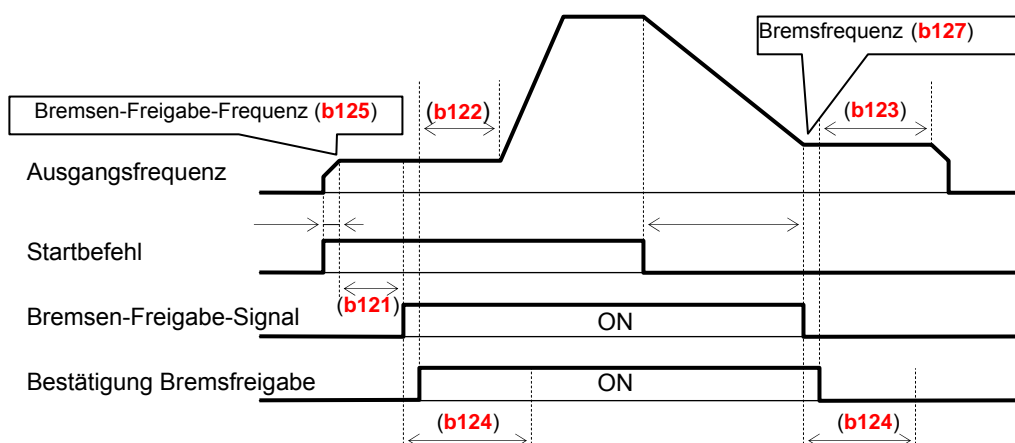 Bremsfrequenz (b127)
Bremsen-Freigabe-Frequenz (b125)
(b122)
(b123)
Ausgangsfrequenz
Startbefehl
(b121)
Bremsen-Freigabe-Signal
ON
Bestätigung Bremsfreigabe
ON
(b124)
(b124)